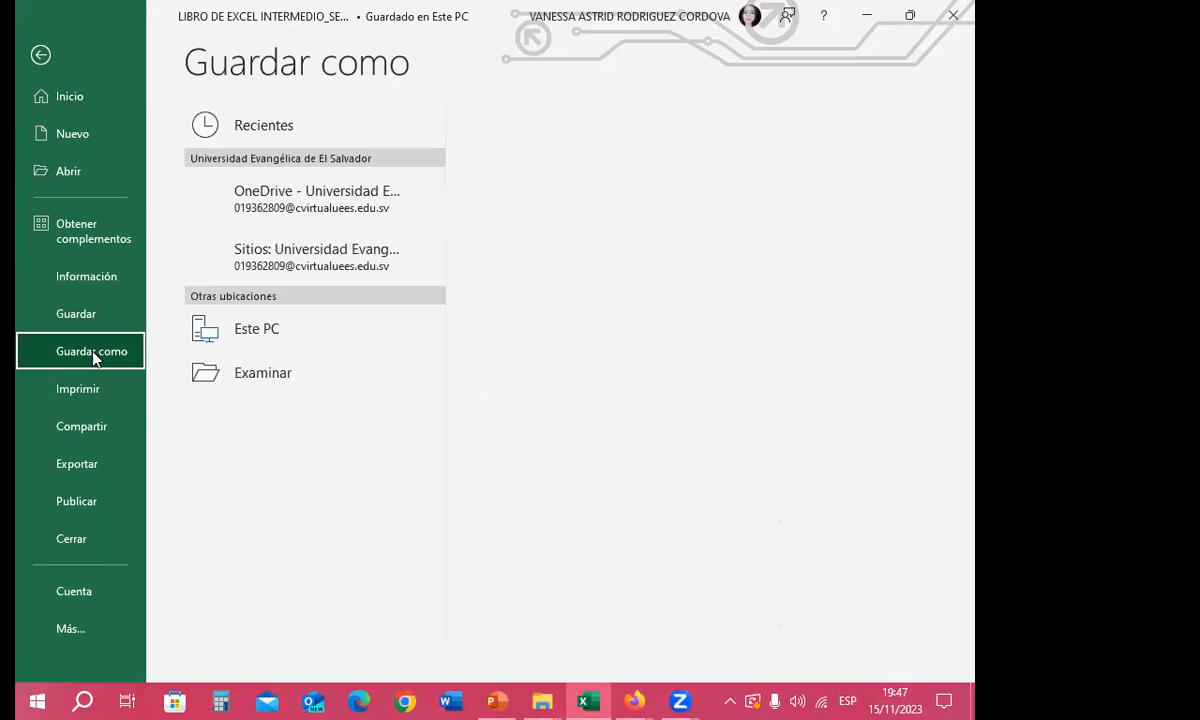 LIBRO DE EXCEL INTERMEDIO_SE... • Guardado en Este PC
VANESSA ASTRID RODRIGUEZ CORDOVA
?
Guardar como
Inicio
Nuevo
Abrir
Obtener
complementos
Información
Guardar
Guardar como
Imprimir
Compartir
Exportar
Publicar
Cerrar
Cuenta
Más...
Recientes
Universidad Evangélica de El Salvador
OneDrive - Universidad E...
019362809@cvirtualuees.edu.sv
Sitios: Universidad Evang...
019362809@cvirtualuees.edu.sv
Otras ubicaciones
Este PC
Examinar
ESP
19:47
15/11/2023